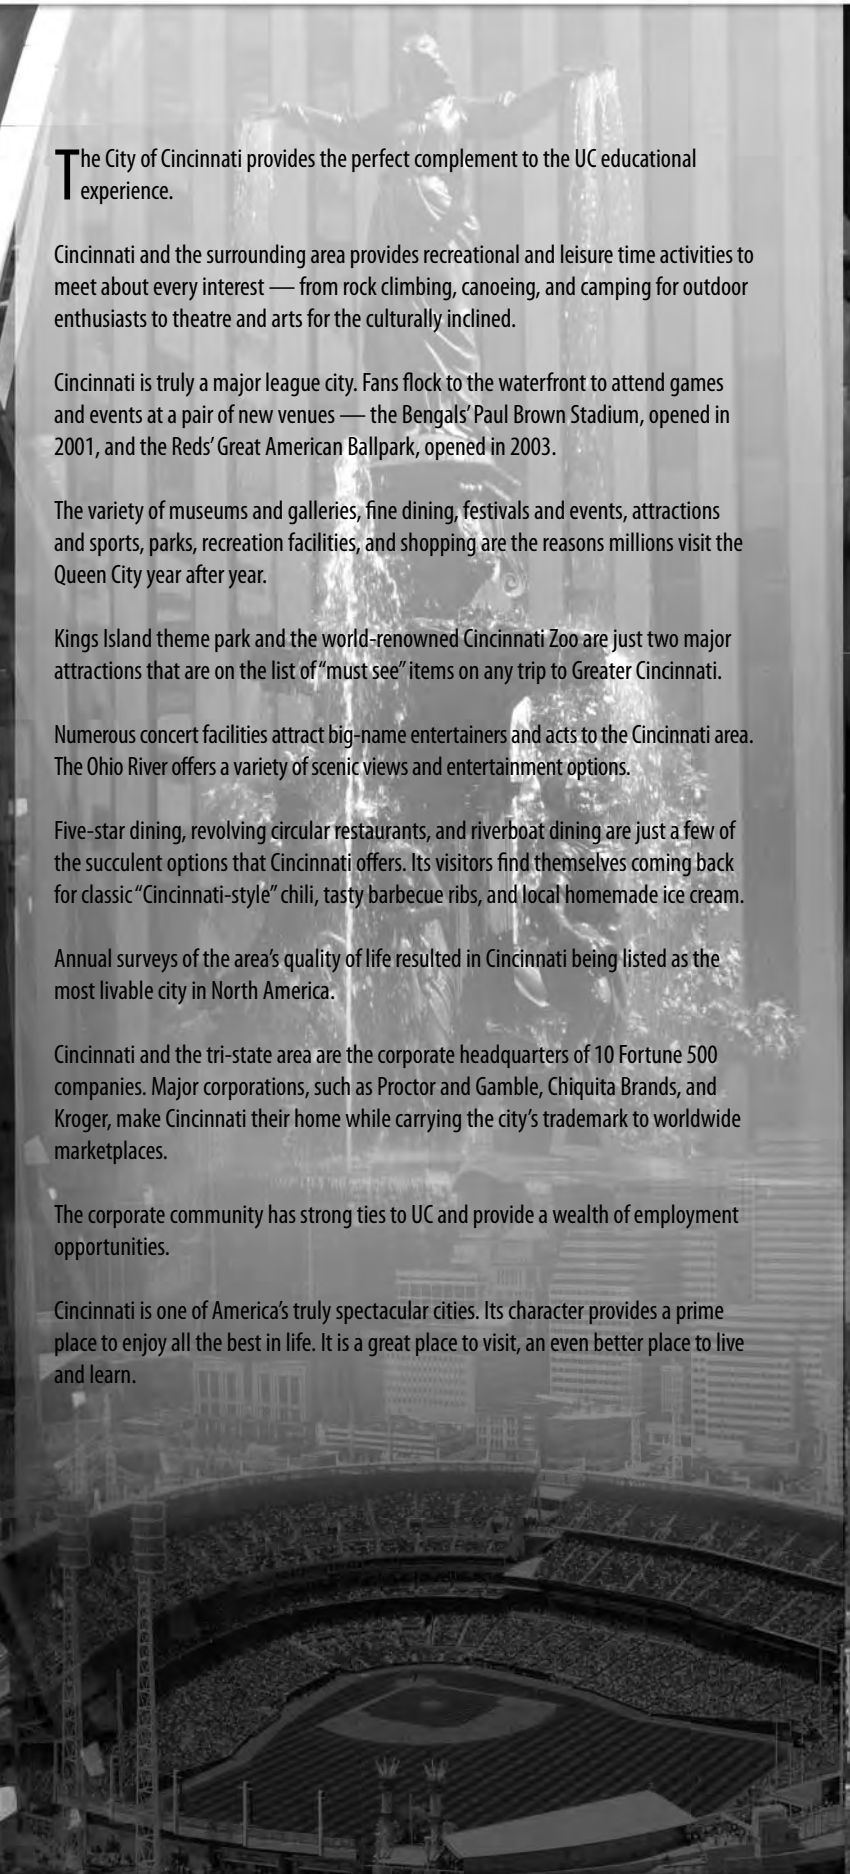 The City of Cincinnati provides the perfect complement to the UC educational
experience.
Cincinnati and the surrounding area provides recreational and leisure time activities to
meet about every interest — from rock climbing, canoeing, and camping for outdoor
enthusiasts to theatre and arts for the culturally inclined.
Cincinnati is truly a major league city. Fans flock to the waterfront to attend games
and events at a pair of new venues — the Bengals’ Paul Brown Stadium, opened in
2001, and the Reds’ Great American Ballpark, opened in 2003.
The variety of museums and galleries, fine dining, festivals and events, attractions
and sports, parks, recreation facilities, and shopping are the reasons millions visit the
Queen City year after year.
Kings Island theme park and the world-renowned Cincinnati Zoo are just two major
attractions that are on the list of “must see” items on any trip to Greater Cincinnati.
Numerous concert facilities attract big-name entertainers and acts to the Cincinnati area.
The Ohio River offers a variety of scenic views and entertainment options.
Five-star dining, revolving circular restaurants, and riverboat dining are just a few of
the succulent options that Cincinnati offers. Its visitors find themselves coming back
for classic “Cincinnati-style” chili, tasty barbecue ribs, and local homemade ice cream.
Annual surveys of the area’s quality of life resulted in Cincinnati being listed as the
most livable city in North America.
Cincinnati and the tri-state area are the corporate headquarters of 10 Fortune 500
companies. Major corporations, such as Proctor and Gamble, Chiquita Brands, and
Kroger, make Cincinnati their home while carrying the city’s trademark to worldwide
marketplaces.
The corporate community has strong ties to UC and provide a wealth of employment
opportunities.
Cincinnati is one of America’s truly spectacular cities. Its character provides a prime
place to enjoy all the best in life. It is a great place to visit, an even better place to live
and learn.